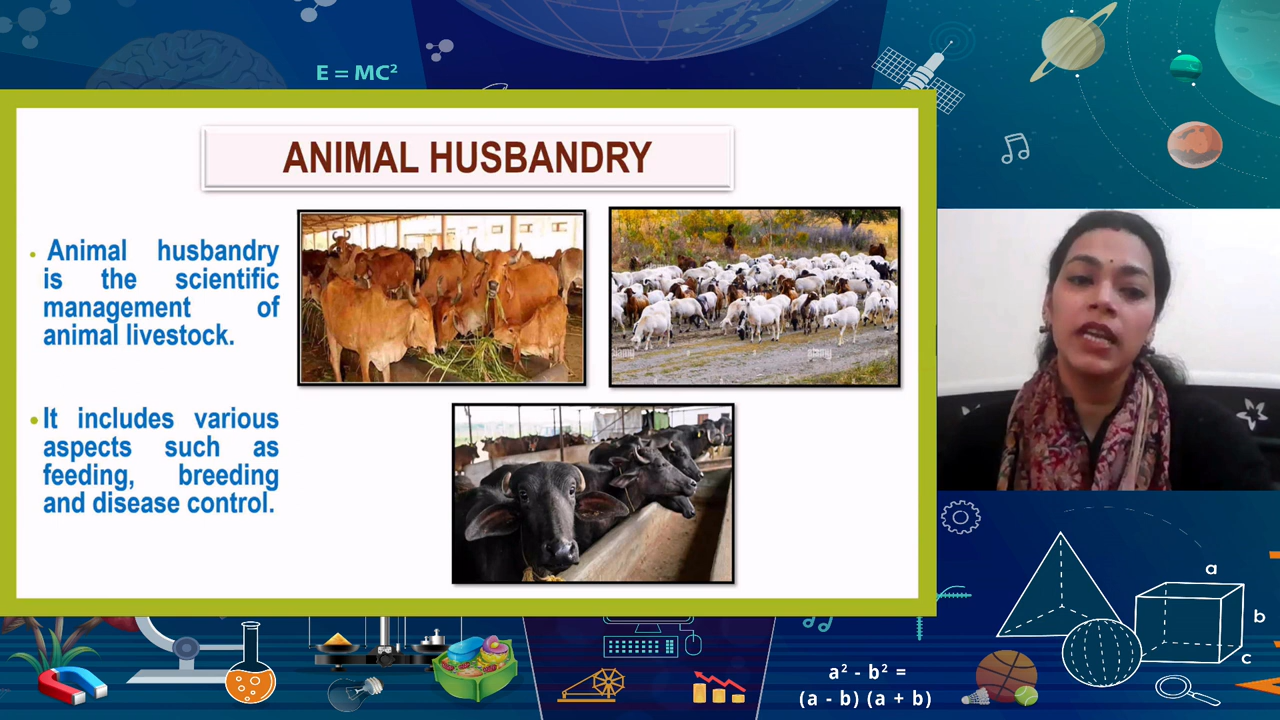 E = MC²
ANIMAL HUSBANDRY
• Animal husbandry
is the scientific
management of
animal livestock.
• It includes various
aspects such as
feeding, breeding
and disease control.
alamy
a
b
c
a² - b² =
(a - b) (a + b)